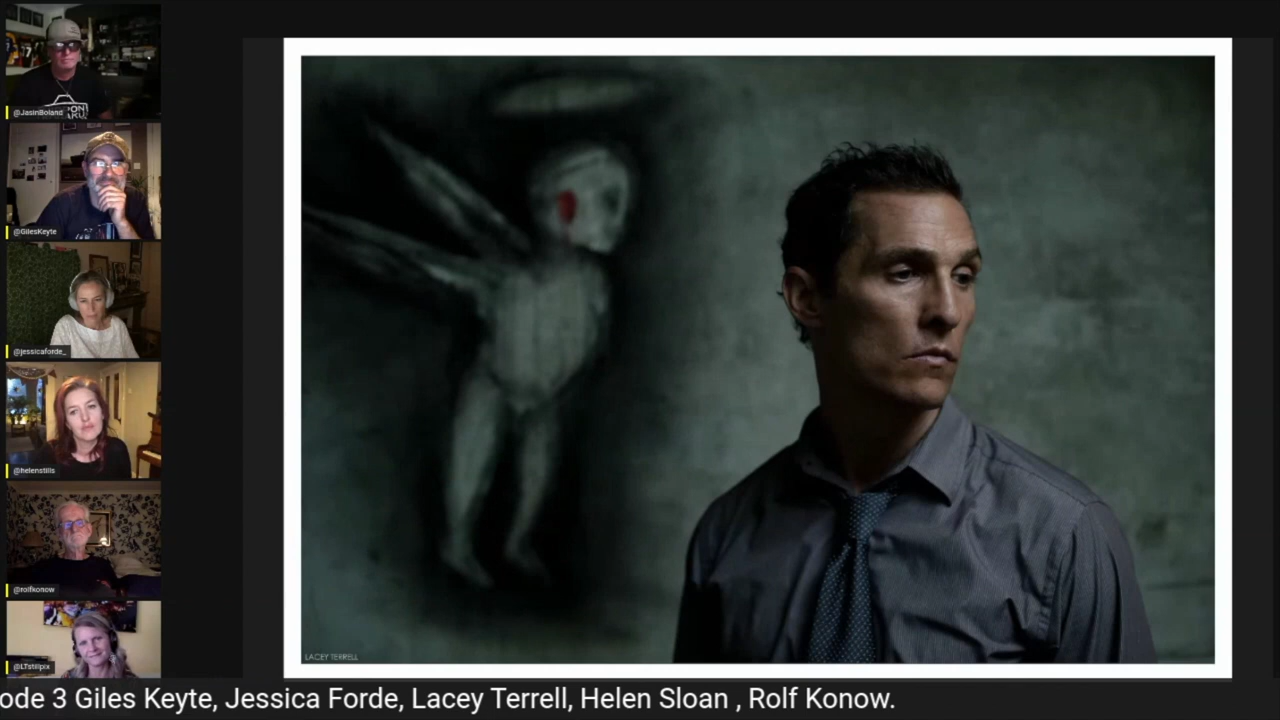 @JasinBoland
@GilesKeyte
@jessicaforde_
@helenstills
@rolfkonow
@LTstillpix
LACEY TERRELL
ode 3 Giles Keyte, Jessica Forde, Lacey Terrell, Helen Sloan , Rolf Konow.